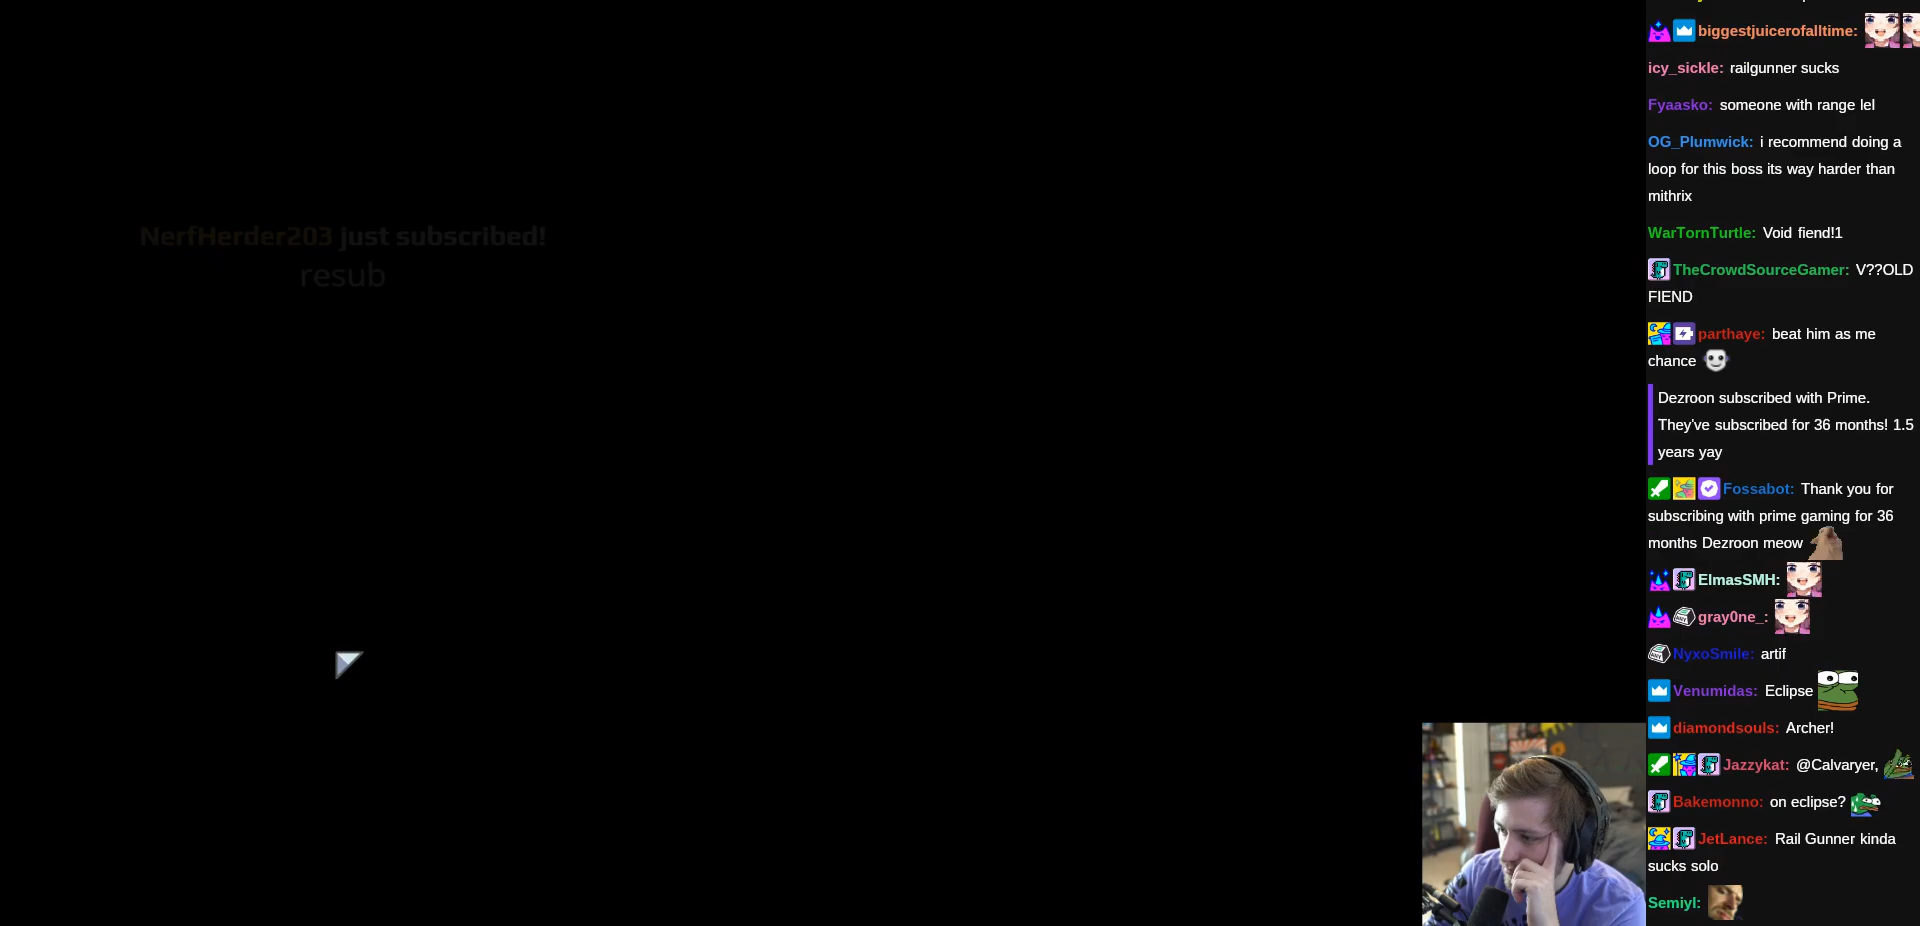 NerfHerder203 just subscribed!
resub
biggestjuicerofalltime:
icy_sickle: railgunner sucks
Fyaasko: someone with range lel
OG_Plumwick: i recommend doing a
loop for this boss its way harder than
mithrix
WarTornTurtle: Void fiend!1
TheCrowdSourceGamer: V??OLD
FIEND
parthaye: beat him as me
chance
Dezroon subscribed with Prime.
They've subscribed for 36 months! 1.5
years yay
Fossabot: Thank you for
subscribing with prime gaming for 36
months Dezroon meow
ElmasSMH:
gray0ne_:
NyxoSmile: artif
Venumidas: Eclipse
diamondsouls: Archer!
Jazzykat: @Calvaryer,
Bakemonno: on eclipse?
JetLance: Rail Gunner kinda
sucks solo
Semiyl: